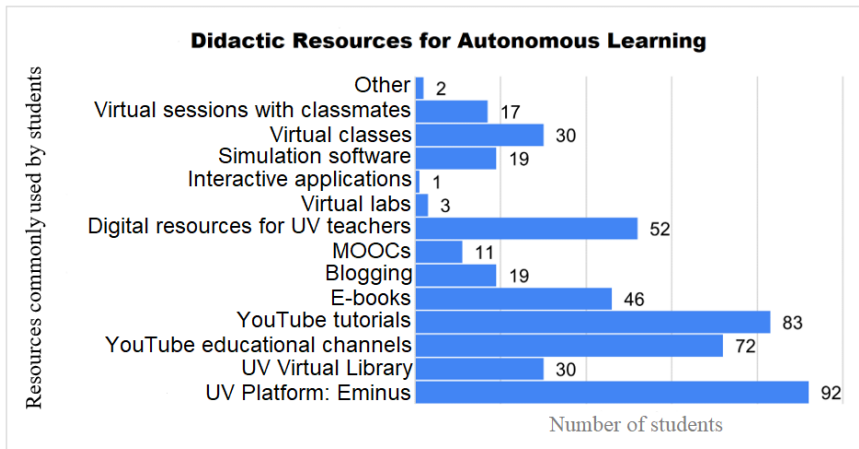 Didactic Resources for Autonomous Learning
Resources commonly used by students
Other 2
Virtual sessions with classmates 17
Virtual classes 30
Simulation software 19
Interactive applications 1
Virtual labs 3
Digital resources for UV teachers 52
MOOCs 11
Blogging 19
E-books 46
YouTube tutorials 83
YouTube educational channels 72
UV Virtual Library 30
UV Platform: Eminus 92
Number of students